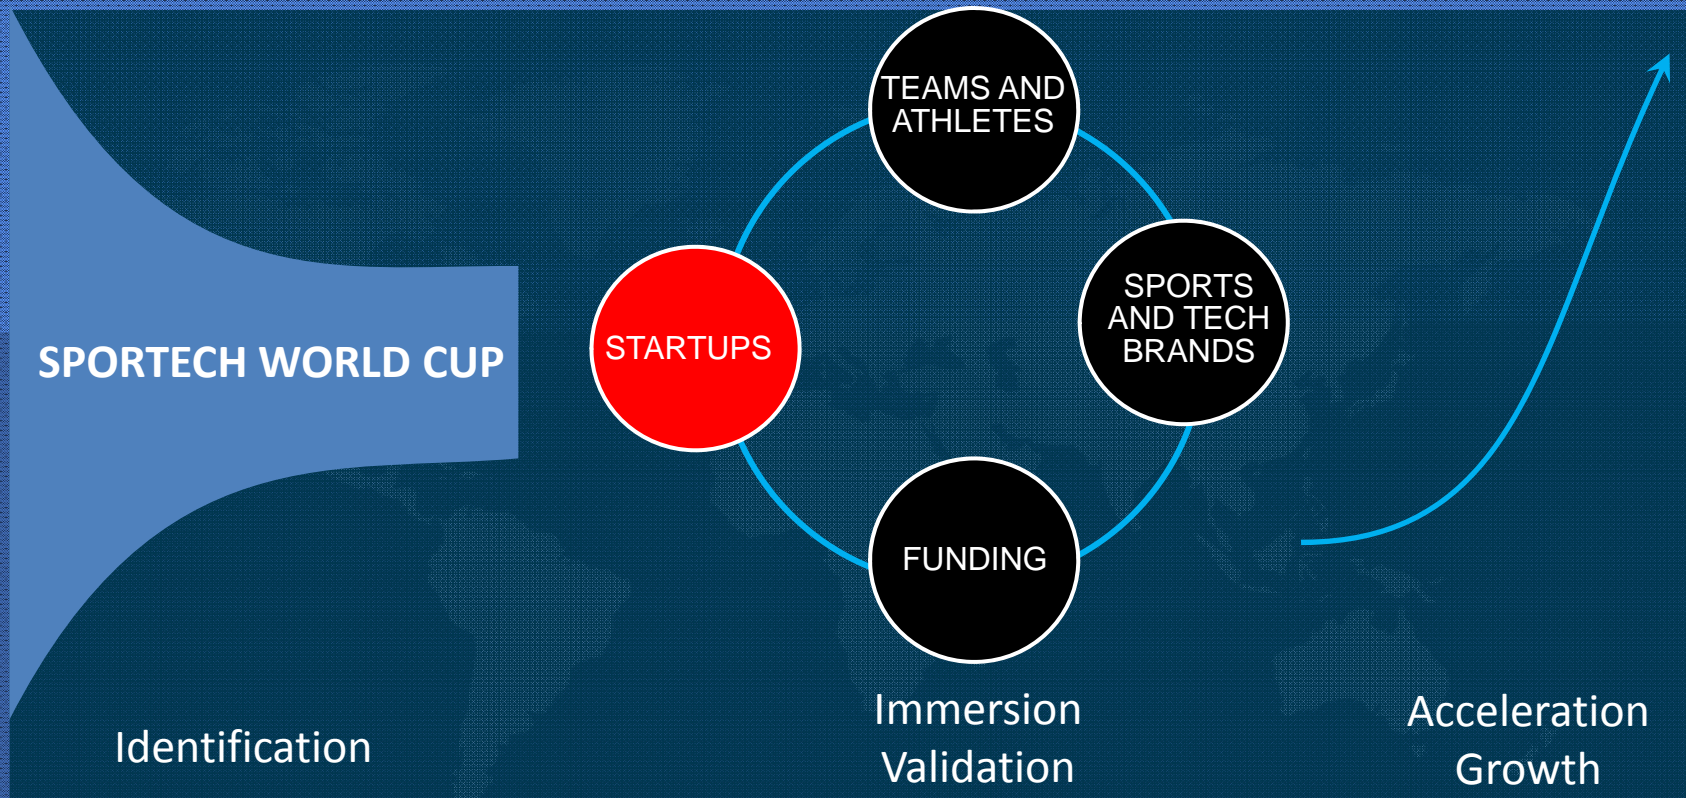 TEAMS AND
ATHLETES
SPORTS
AND TECH
BRANDS
STARTUPS
SPORTECH WORLD CUP
FUNDING
Identification
Immersion
Validation
Acceleration
Growth